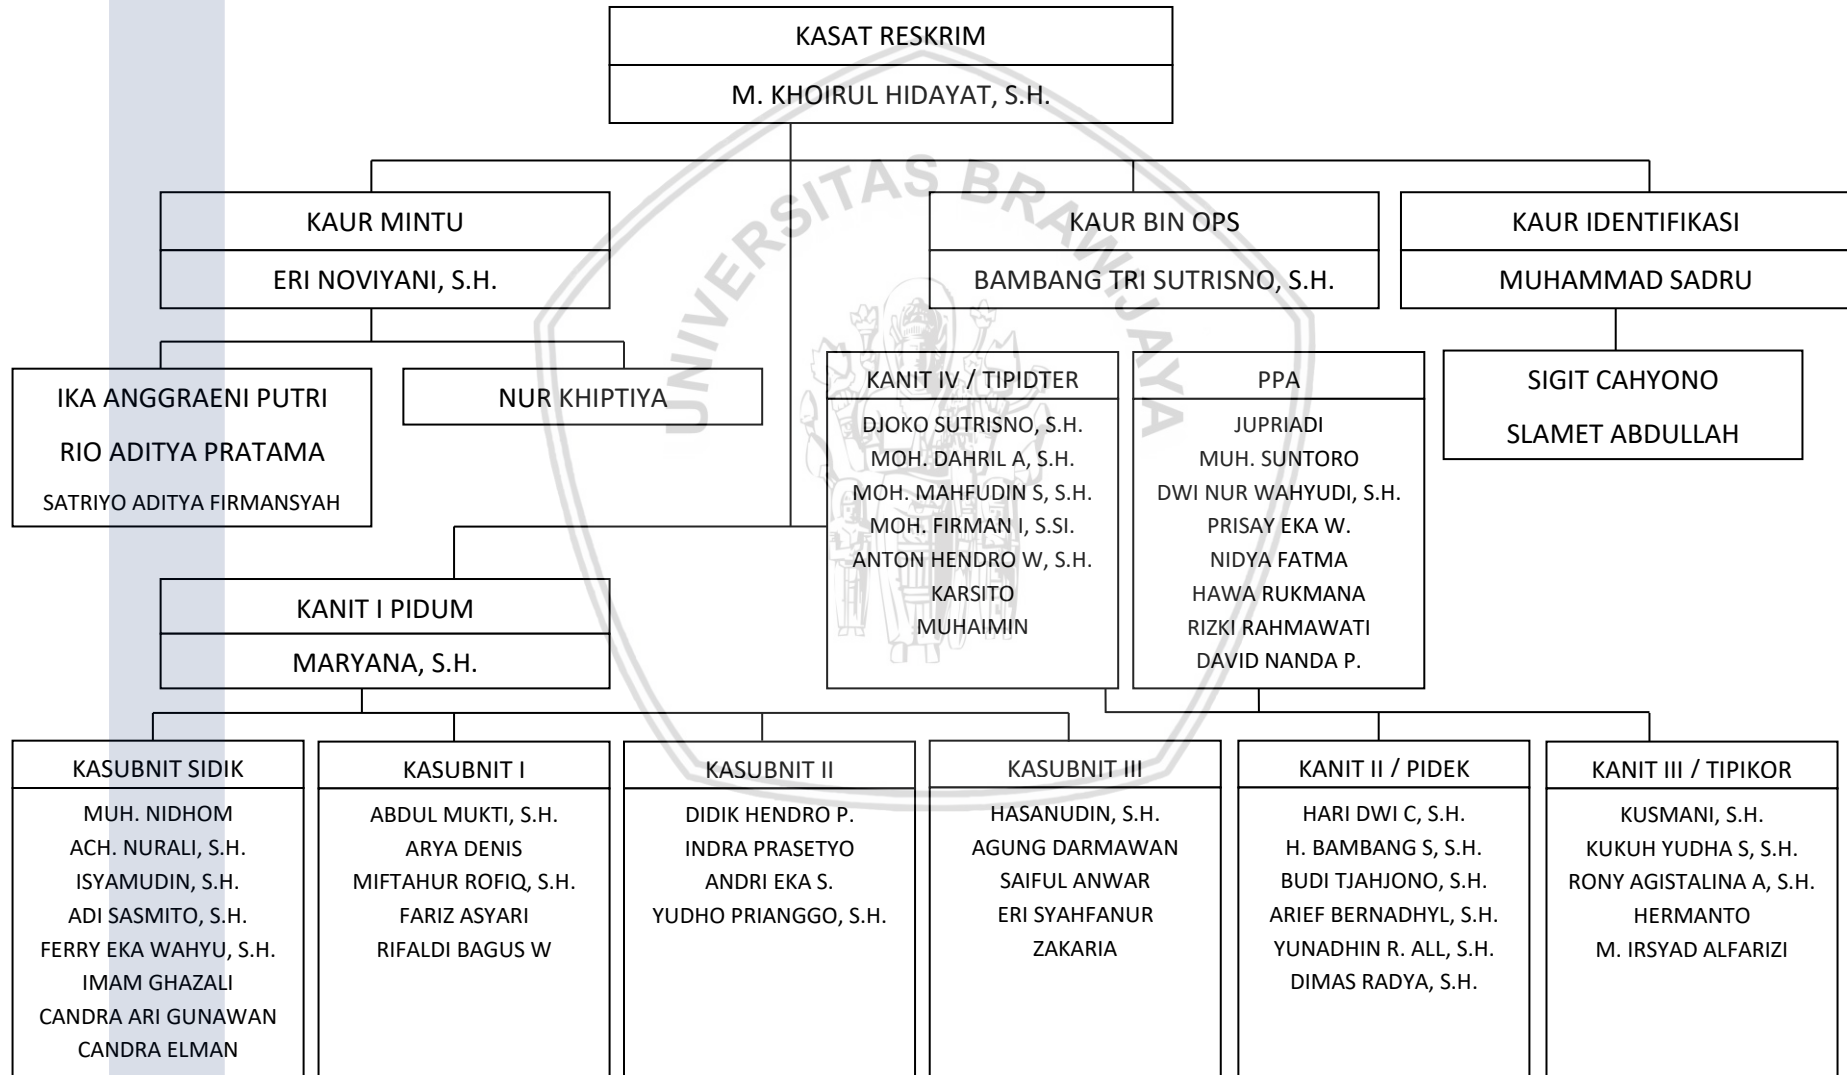 KASAT RESKRIM
M. KHOIRUL HIDAYAT, S.H.
UNIVERSITAS BRAWIJAYA
KAUR MINTU
ERI NOVIYANI, S.H.
KAUR BIN OPS
BAMBANG TRI SUTRISNO, S.H.
KAUR IDENTIFIKASI
MUHAMMAD SADRU
IKA ANGGRAENI PUTRI
RIO ADITYA PRATAMA
SATRIYO ADITYA FIRMANSYAH
NUR KHIPTIYA
KANIT IV / TIPIDTER
DJOKO SUTRISNO, S.H.
MOH. DAHRIL A, S.H.
MOH. MAHFUDIN S, S.H.
MOH. FIRMAN I, S.SI.
ANTON HENDRO W, S.H.
KARSITO
MUHAIMIN
PPA
JUPRIADI
MUH. SUNTORO
DWI NUR WAHYUDI, S.H.
PRISAY EKA W.
NIDYA FATMA
HAWA RUKMANA
RIZKI RAHMAWATI
DAVID NANDA P.
SIGIT CAHYONO
SLAMET ABDULLAH
KANIT I PIDUM
MARYANA, S.H.
KASUBNIT SIDIK
MUH. NIDHOM
ACH. NURALI, S.H.
ISYAMUDIN, S.H.
ADI SASMITO, S.H.
FERRY EKA WAHYU, S.H.
IMAM GHAZALI
CANDRA ARI GUNAWAN
CANDRA ELMAN
KASUBNIT I
ABDUL MUKTI, S.H.
ARYA DENIS
MIFTAHUR ROFIQ, S.H.
FARIZ ASYARI
RIFALDI BAGUS W
KASUBNIT II
DIDIK HENDRO P.
INDRA PRASETYO
ANDRI EKA S.
YUDHO PRIANGGO, S.H.
KASUBNIT III
HASANUDIN, S.H.
AGUNG DARMAWAN
SAIFUL ANWAR
ERI SYAHFANUR
ZAKARIA
KANIT II / PIDEK
HARI DWI C, S.H.
H. BAMBANG S, S.H.
BUDI TJAHJONO, S.H.
ARIEF BERNADHYL, S.H.
YUNADHIN R. ALL, S.H.
DIMAS RADYA, S.H.
KANIT III / TIPIKOR
KUSMANI, S.H.
KUKUH YUDHA S, S.H.
RONY AGISTALINA A, S.H.
HERMANTO
M. IRSYAD ALFARIZI